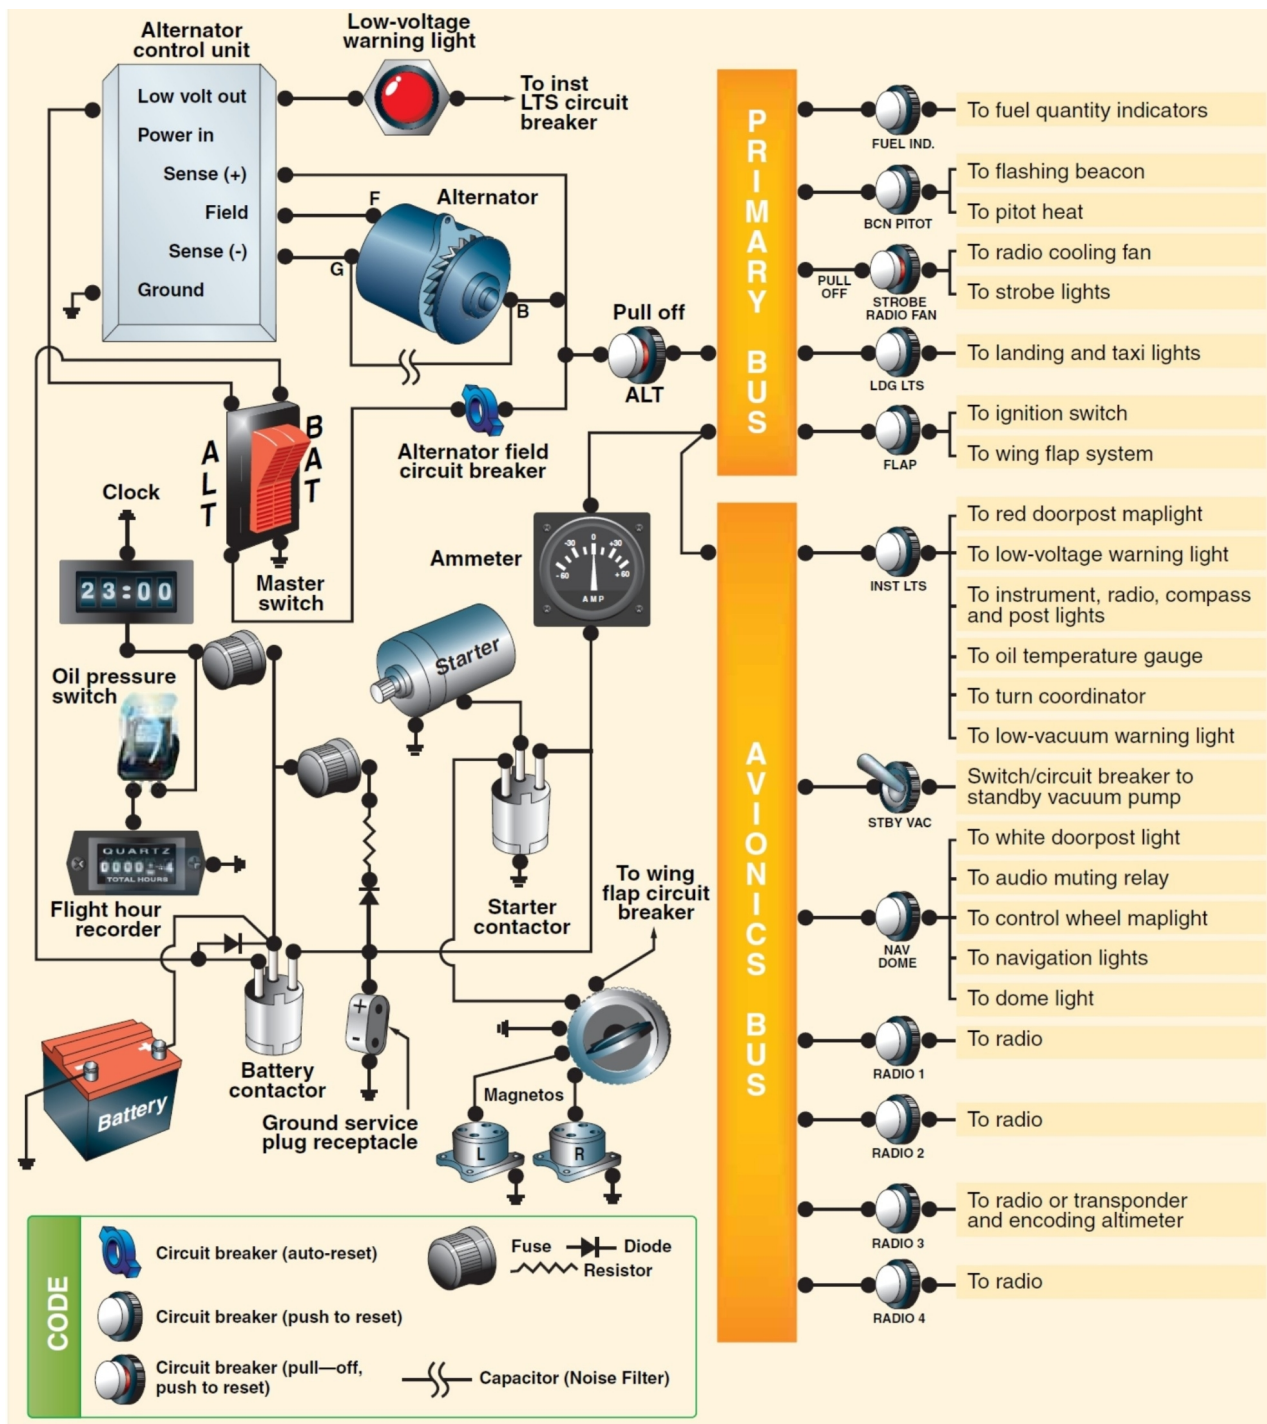 Alternator
control unit
Low-voltage
warning light
Low volt out
Power in
Sense (+)
Field
Sense (-)
Ground
To inst
LTS circuit
breaker
F
Alternator
G
B
Pull off
ALT
Alternator field
circuit breaker
ALT
BAT
Master
switch
Clock
23:00
Oil pressure
switch
QUARTZ
TOTAL HOURS
Flight hour
recorder
Ammeter
-60
-30
0
+30
+60
AMP
Starter
Starter
contactor
To wing
flap circuit
breaker
Battery
contactor
Ground service
plug receptacle
+
-
Magnetos
L
R
+
-
Battery
PRIMARY BUS
FUEL IND.
To fuel quantity indicators
BCN PITOT
To flashing beacon
To pitot heat
PULL
OFF
STROBE
RADIO FAN
To radio cooling fan
To strobe lights
LDG LTS
To landing and taxi lights
FLAP
To ignition switch
To wing flap system
AVIONICS BUS
INST LTS
To red doorpost maplight
To low-voltage warning light
To instrument, radio, compass
and post lights
To oil temperature gauge
To turn coordinator
To low-vacuum warning light
STBY VAC
Switch/circuit breaker to
standby vacuum pump
NAV
DOME
To white doorpost light
To audio muting relay
To control wheel maplight
To navigation lights
To dome light
RADIO 1
To radio
RADIO 2
To radio
RADIO 3
To radio or transponder
and encoding altimeter
RADIO 4
To radio
CODE
Circuit breaker (auto-reset)
Circuit breaker (push to reset)
Circuit breaker (pull—off,
push to reset)
Fuse
Diode
Resistor
Capacitor (Noise Filter)